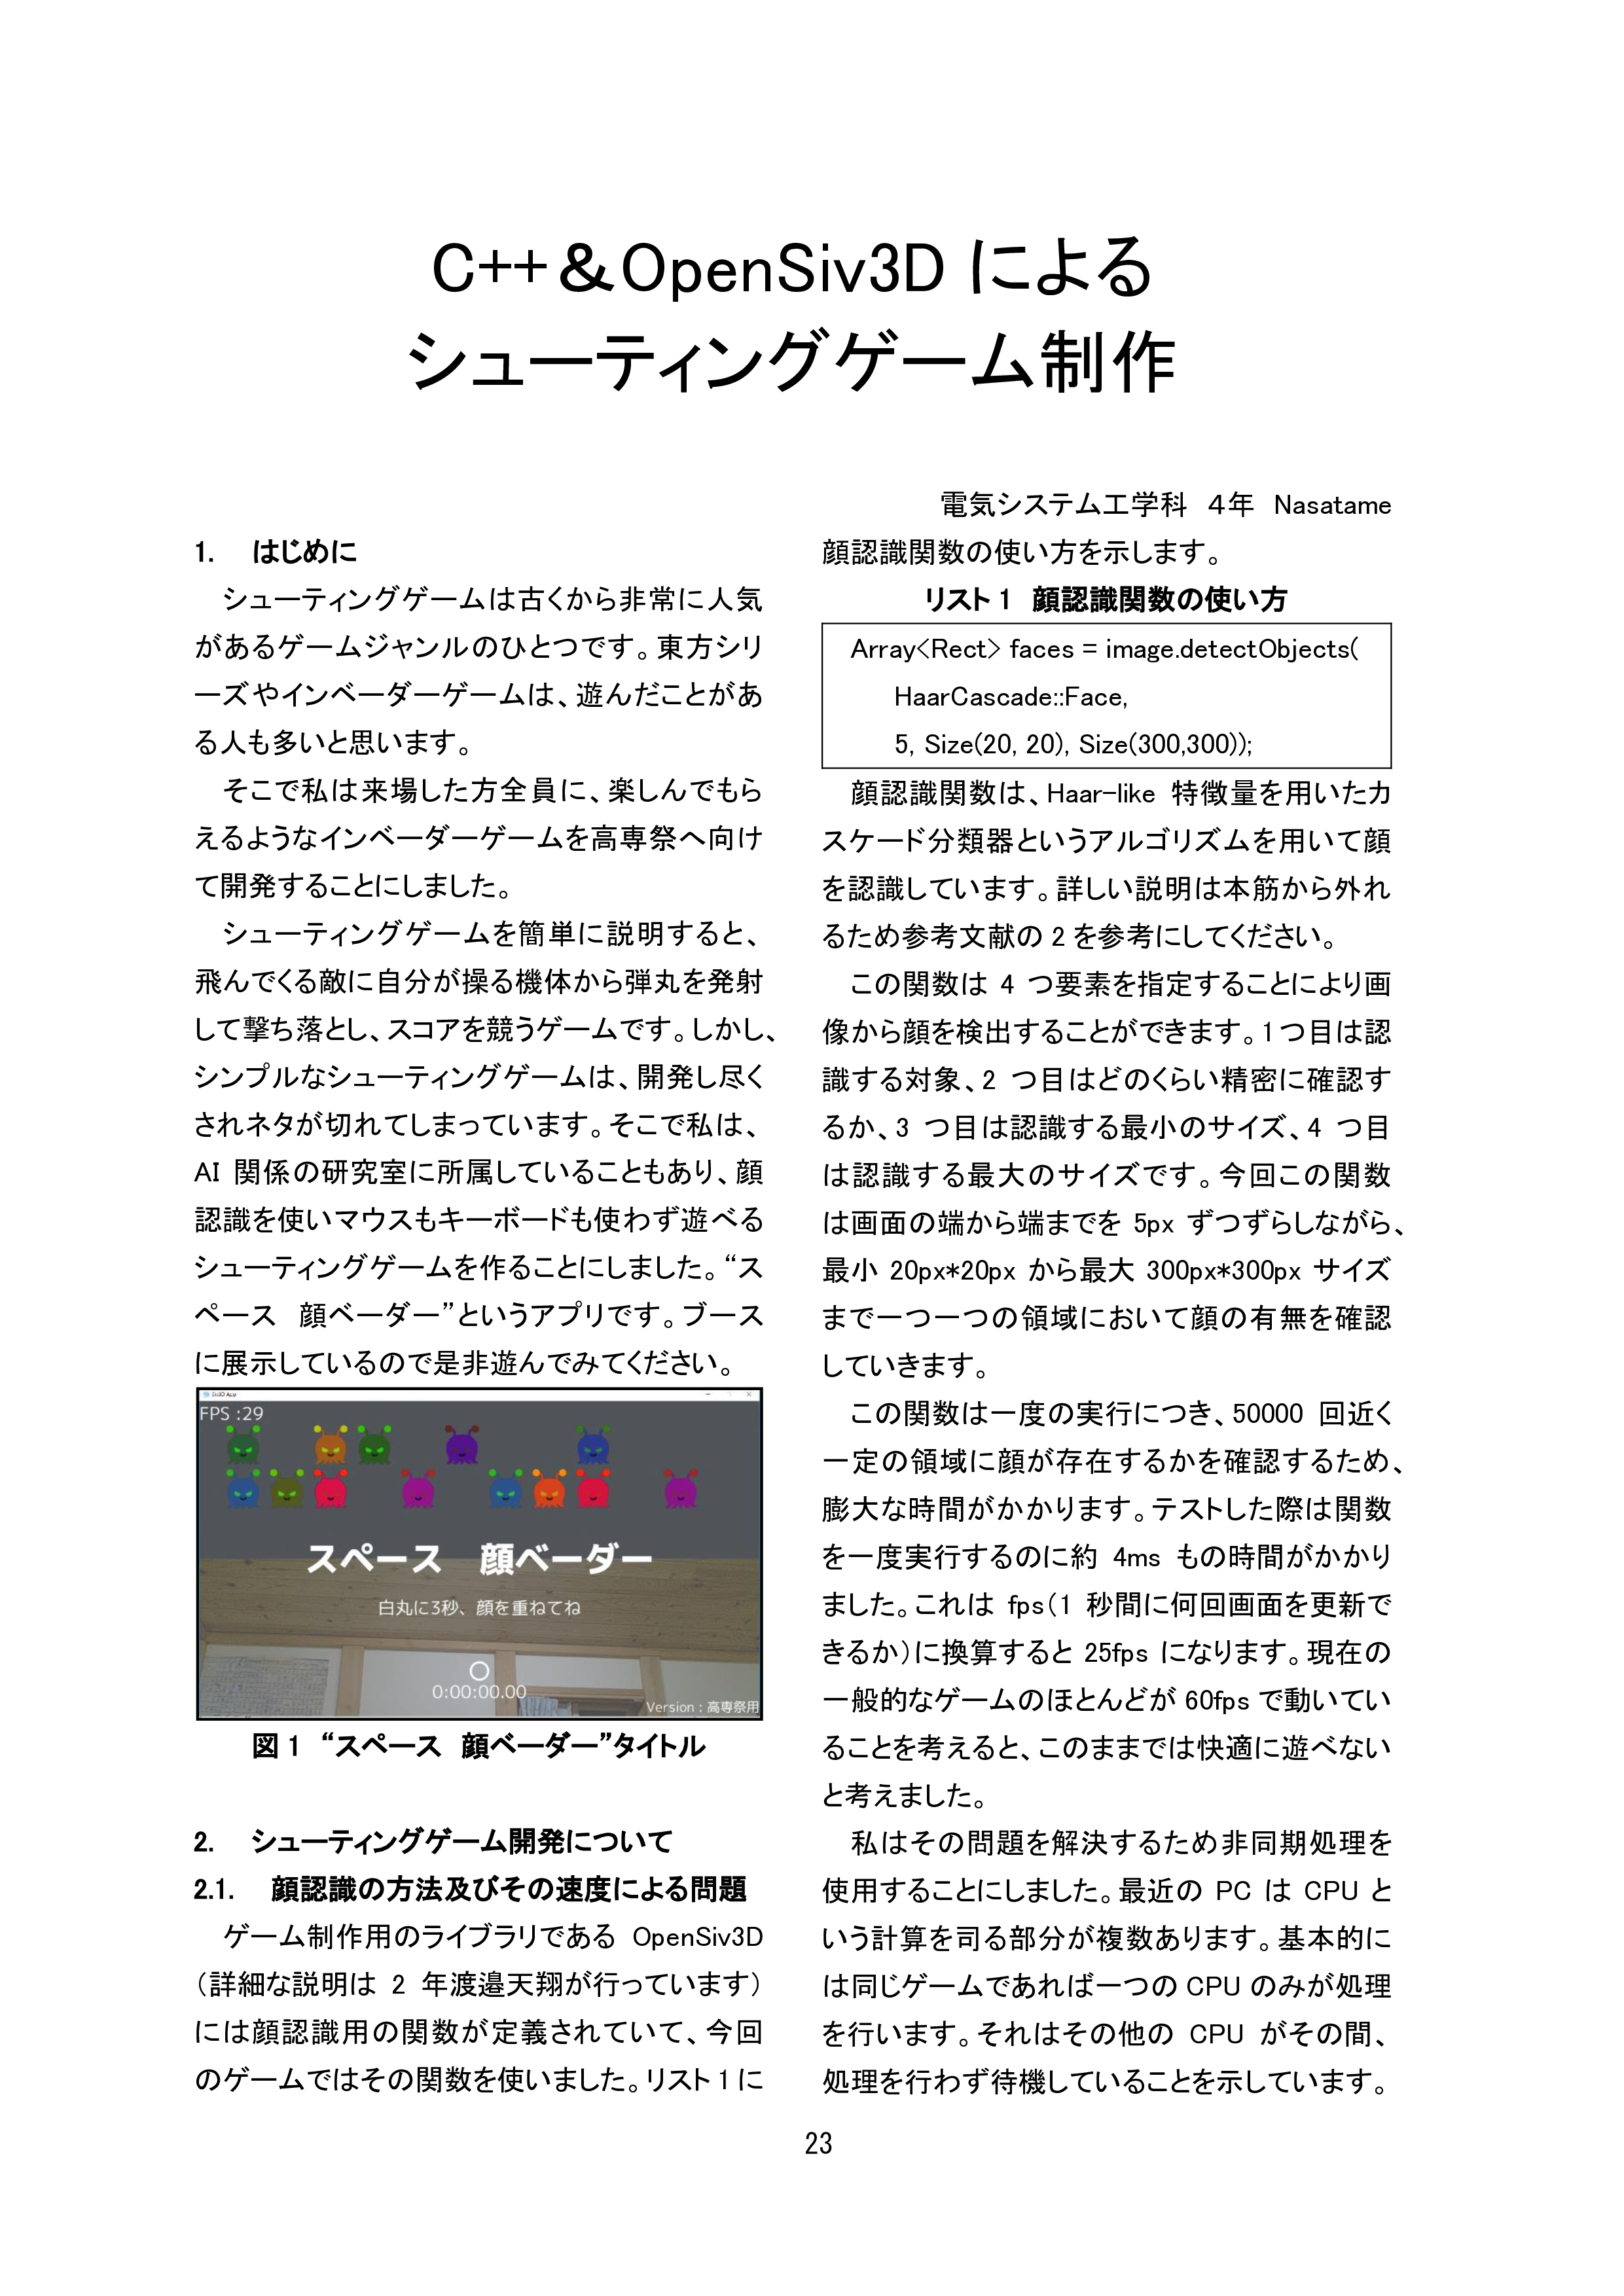 C++＆OpenSiv3D による
シューティングゲーム制作
電気システム工学科 4年 Nasatame
1. はじめに
シューティングゲームは古くから非常に人気
があるゲームジャンルのひとつです。東方シリ
ーズやインベーダーゲームは、遊んだことがあ
る人も多いと思います。
そこで私は来場した方全員に、楽しんでもら
えるようなインベーダーゲームを高専祭へ向け
て開発することにしました。
シューティングゲームを簡単に説明すると、
飛んでくる敵に自分が操る機体から弾丸を発射
して撃ち落とし、スコアを競うゲームです。しかし、
シンプルなシューティングゲームは、開発し尽く
されネタが切れてしまっています。そこで私は、
AI 関係の研究室に所属していることもあり、顔
認識を使いマウスもキーボードも使わず遊べる
シューティングゲームを作ることにしました。“ス
ペース 顔ベーダー”というアプリです。ブース
に展示しているので是非遊んでみてください。
Siv3D App
FPS :29
スペース 顔ベーダー
白丸に3秒、顔を重ねてね
0:00:00.00
Version : 高専祭用
図 1 “スペース 顔ベーダー”タイトル
2. シューティングゲーム開発について
2.1. 顔認識の方法及びその速度による問題
ゲーム制作用のライブラリである OpenSiv3D
（詳細な説明は 2 年渡邉天翔が行っています）
には顔認識用の関数が定義されていて、今回
のゲームではその関数を使いました。リスト 1 に
顔認識関数の使い方を示します。
リスト 1 顔認識関数の使い方
Array<Rect> faces = image.detectObjects(
HaarCascade::Face,
5, Size(20, 20), Size(300,300));
顔認識関数は、Haar-like 特徴量を用いたカ
スケード分類器というアルゴリズムを用いて顔
を認識しています。詳しい説明は本筋から外れ
るため参考文献の 2 を参考にしてください。
この関数は 4 つ要素を指定することにより画
像から顔を検出することができます。1 つ目は認
識する対象、2 つ目はどのくらい精密に確認す
るか、3 つ目は認識する最小のサイズ、4 つ目
は認識する最大のサイズです。今回この関数
は画面の端から端までを 5px ずつずらしながら、
最小 20px*20px から最大 300px*300px サイズ
まで一つ一つの領域において顔の有無を確認
していきます。
この関数は一度の実行につき、50000 回近く
一定の領域に顔が存在するかを確認するため、
膨大な時間がかかります。テストした際は関数
を一度実行するのに約 4ms もの時間がかかり
ました。これは fps（1 秒間に何回画面を更新で
きるか）に換算すると 25fps になります。現在の
一般的なゲームのほとんどが 60fps で動いてい
ることを考えると、このままでは快適に遊べない
と考えました。
私はその問題を解決するため非同期処理を
使用することにしました。最近の PC は CPU と
いう計算を司る部分が複数あります。基本的に
は同じゲームであれば一つの CPU のみが処理
を行います。それはその他の CPU がその間、
処理を行わず待機していることを示しています。
23